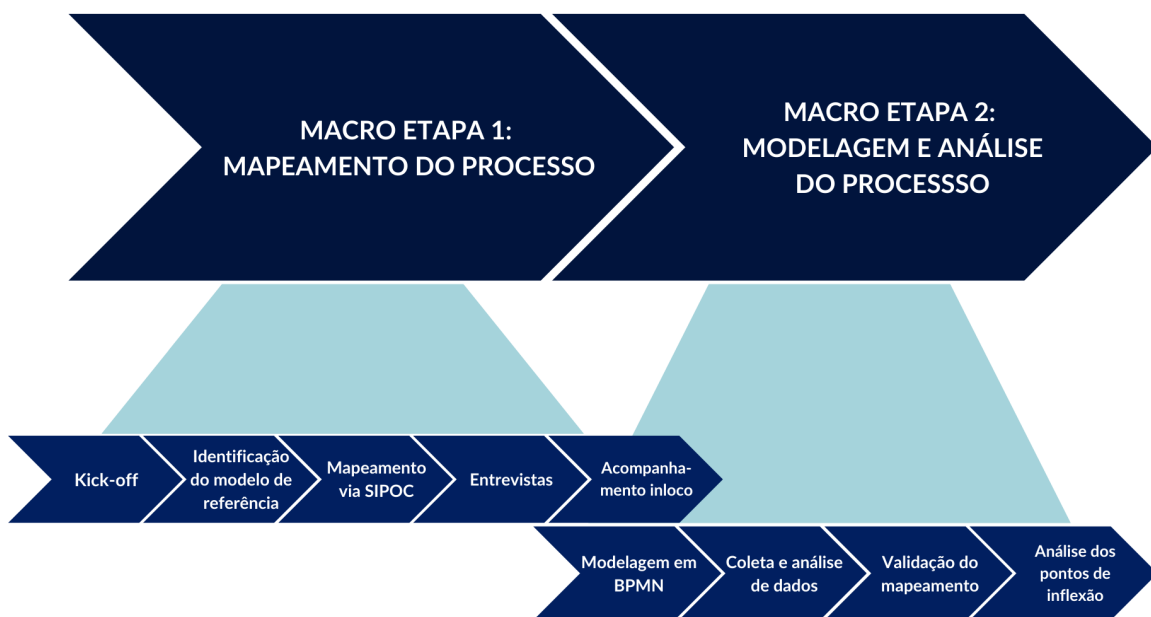 MACRO ETAPA 1:
MAPEAMENTO DO PROCESSO
MACRO ETAPA 2:
MODELAGEM E ANÁLISE
DO PROCESSSO
Kick-off
Identificação
do modelo de
referência
Mapeamento
via SIPOC
Entrevistas
Acompanha-
mento inloco
Modelagem em
BPMN
Coleta e análise
de dados
Validação do
mapeamento
Análise dos
pontos de
inflexão